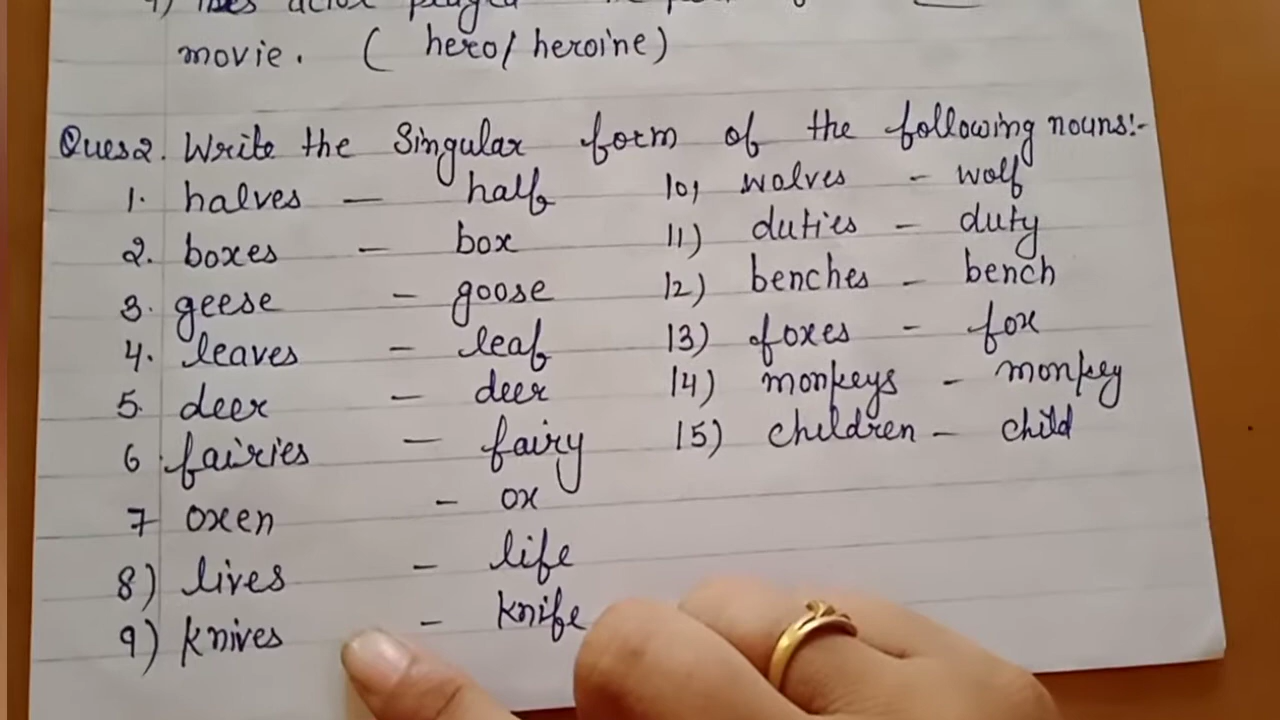 played
movie. ( hero/ heroine)
Ques2. Write the Singular form of the following nouns:-
1. halves — half
2. boxes — box
3. geese - goose
4. leaves - leaf
5. deer - deer
6 fairies - fairy
7 oxen - ox
8) lives - life
9) knives - knife
10, wolves - wolf
11) duties - duty
12) benches - bench
13) foxes - fox
14) monkeys - monkey
15) children - child